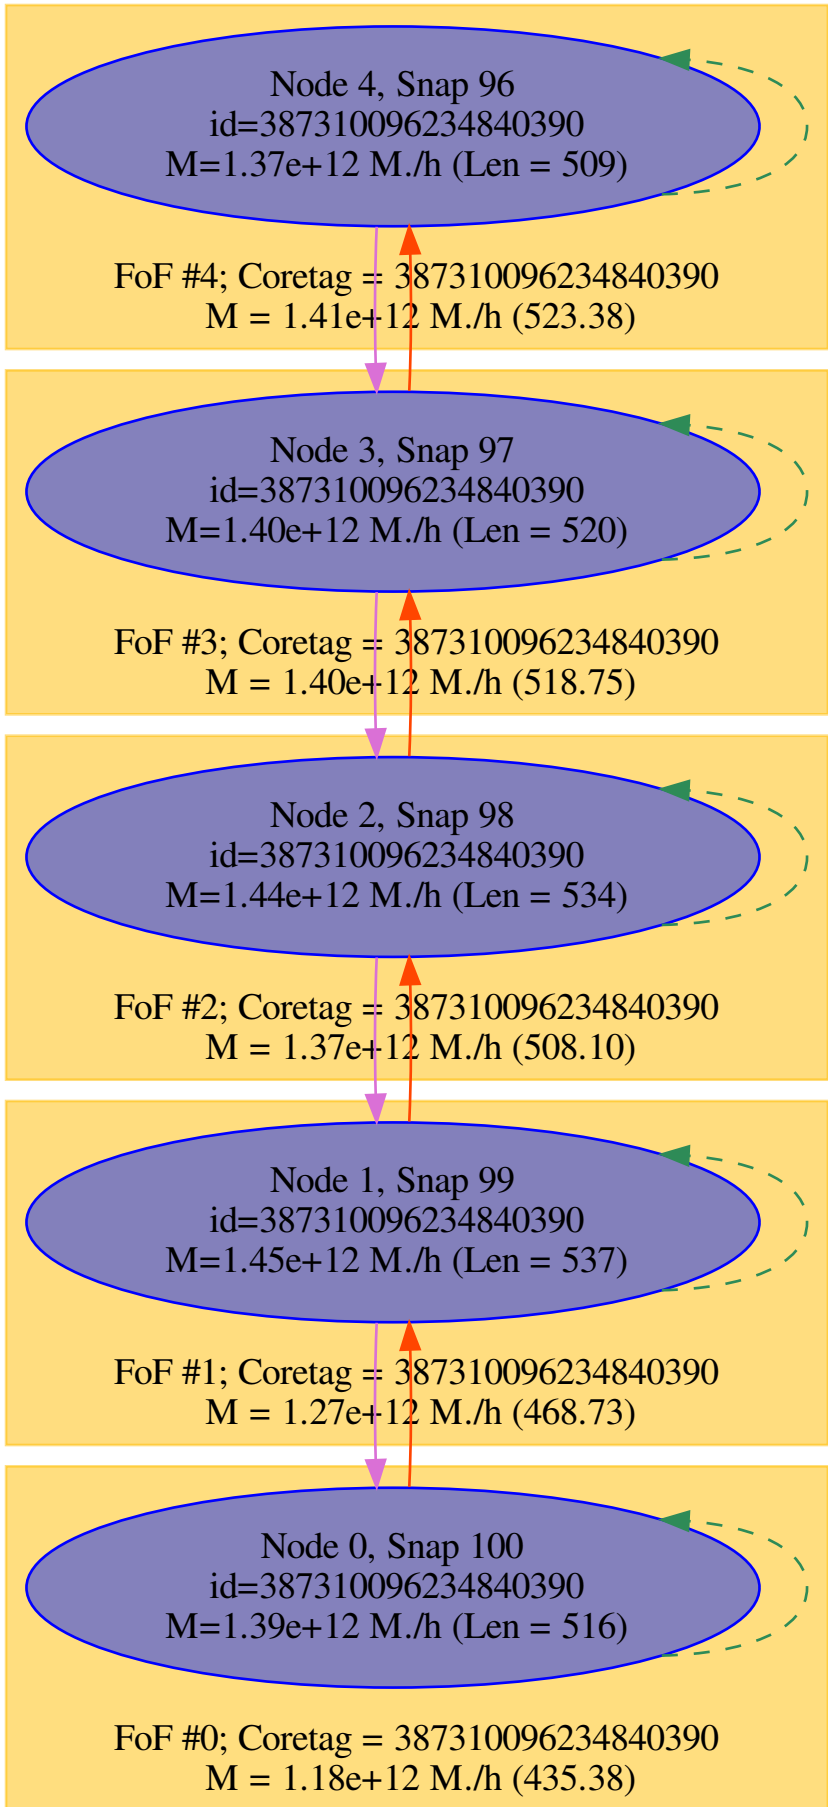 Node 4, Snap 96
id=387310096234840390
M=1.37e+12 M./h (Len = 509)
FoF #4; Coretag = 387310096234840390
M = 1.41e+12 M./h (523.38)
Node 3, Snap 97
id=387310096234840390
M=1.40e+12 M./h (Len = 520)
FoF #3; Coretag = 387310096234840390
M = 1.40e+12 M./h (518.75)
Node 2, Snap 98
id=387310096234840390
M=1.44e+12 M./h (Len = 534)
FoF #2; Coretag = 387310096234840390
M = 1.37e+12 M./h (508.10)
Node 1, Snap 99
id=387310096234840390
M=1.45e+12 M./h (Len = 537)
FoF #1; Coretag = 387310096234840390
M = 1.27e+12 M./h (468.73)
Node 0, Snap 100
id=387310096234840390
M=1.39e+12 M./h (Len = 516)
FoF #0; Coretag = 387310096234840390
M = 1.18e+12 M./h (435.38)